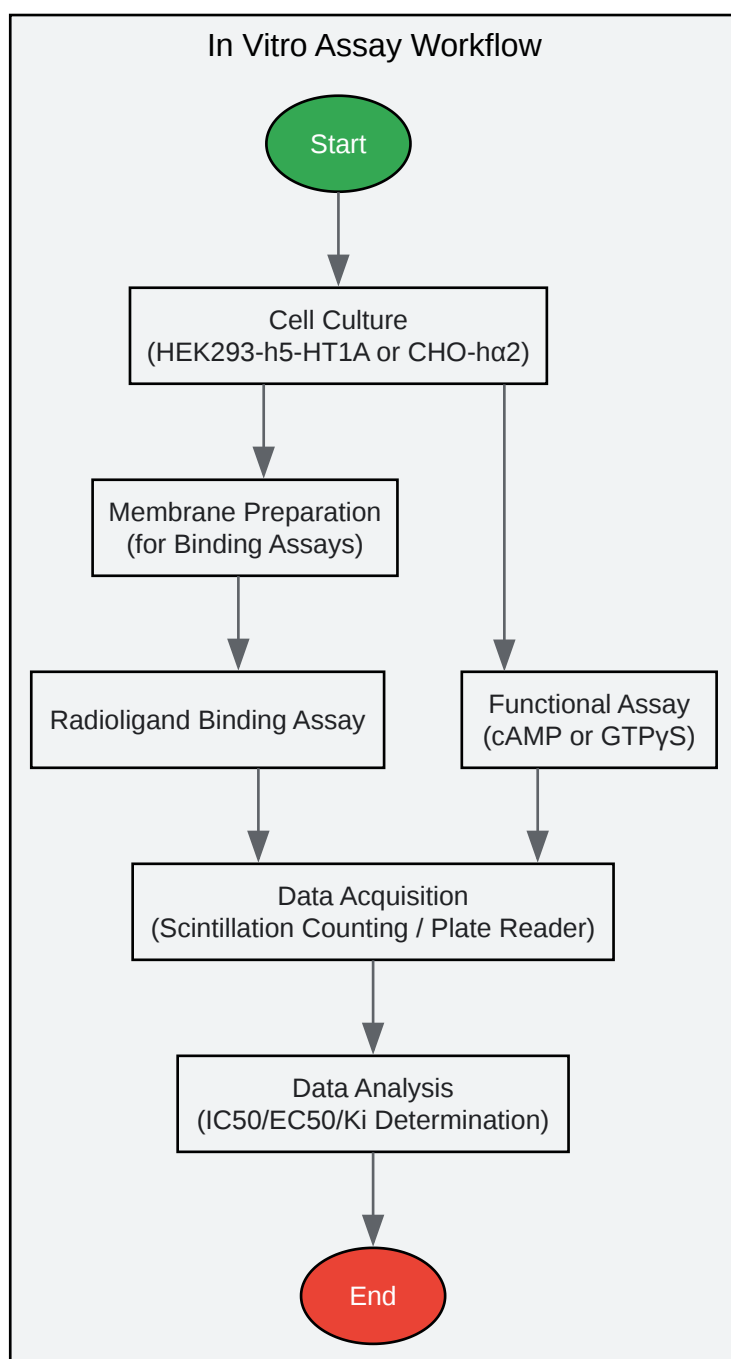 In Vitro Assay Workflow
Start
Cell Culture
(HEK293-h5-HT1A or CHO-hα2)
Membrane Preparation
(for Binding Assays)
Radioligand Binding Assay
Functional Assay
(cAMP or GTPγS)
Data Acquisition
(Scintillation Counting / Plate Reader)
Data Analysis
(IC50/EC50/Ki Determination)
End